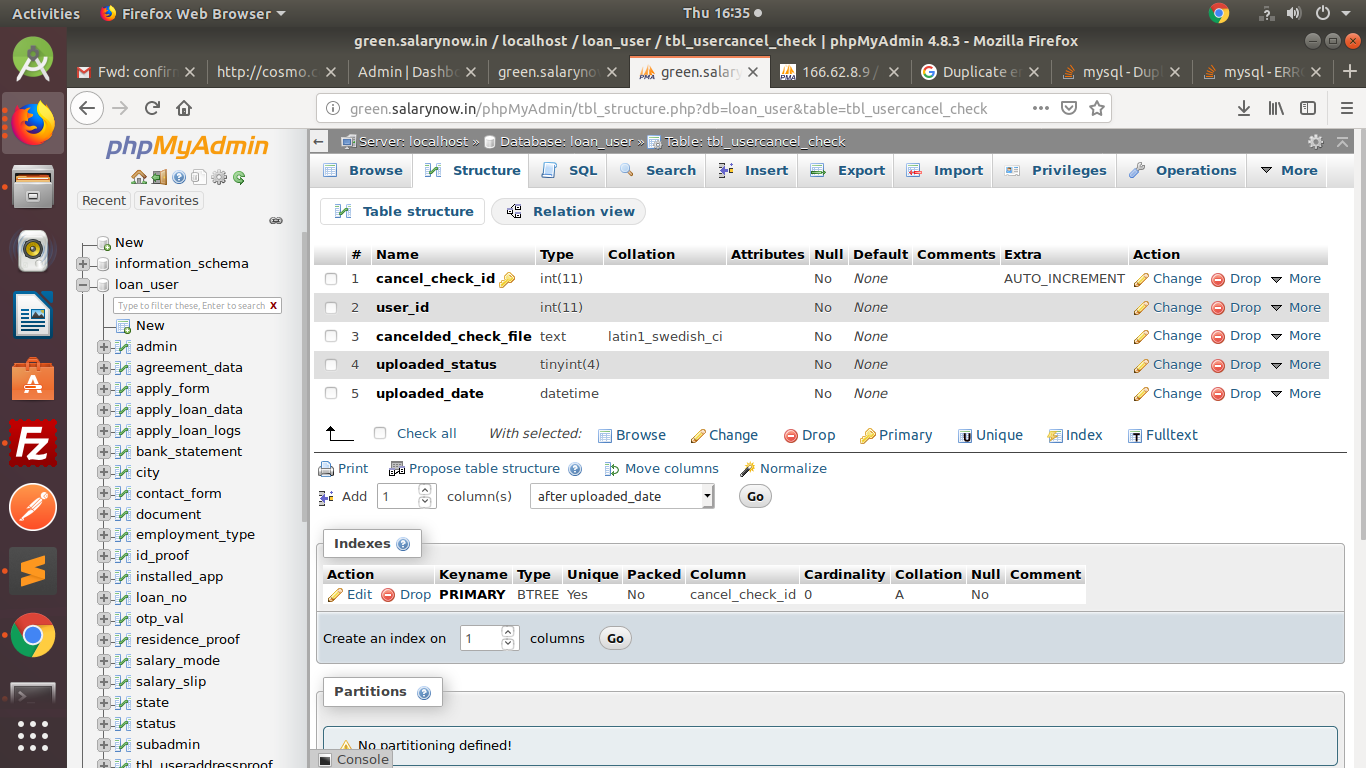 Activities Firefox Web Browser Thu 16:35
green.salarynow.in / localhost / loan_user / tbl_usercancel_check | phpMyAdmin 4.8.3 - Mozilla Firefox
Fwd: confirm http://cosmo.c Admin | Dashb green.salaryno green.salary 166.62.8.9 / Duplicate e mysql - Dupl mysql - ERR
green.salarynow.in/phpMyAdmin/tbl_structure.php?db=loan_user&table=tbl_usercancel_check
phpMyAdmin
Recent Favorites
New
information_schema
loan_user
Type to filter these, Enter to search X
New
admin
agreement_data
apply_form
apply_loan_data
apply_loan_logs
bank_statement
city
contact_form
document
employment_type
id_proof
installed_app
loan_no
otp_val
residence_proof
salary_mode
salary_slip
state
status
subadmin
tbl_useraddressproof
Server: localhost » Database: loan_user » Table: tbl_usercancel_check
Browse Structure SQL Search Insert Export Import Privileges Operations More
Table structure Relation view
# Name Type Collation Attributes Null Default Comments Extra Action
1 cancel_check_id int(11) No None AUTO_INCREMENT Change Drop More
2 user_id int(11) No None Change Drop More
3 cancelded_check_file text latin1_swedish_ci No None Change Drop More
4 uploaded_status tinyint(4) No None Change Drop More
5 uploaded_date datetime No None Change Drop More
Check all With selected: Browse Change Drop Primary Unique Index Fulltext
Print Propose table structure Move columns Normalize
Add 1 column(s) after uploaded_date Go
Indexes
Action Keyname Type Unique Packed Column Cardinality Collation Null Comment
Edit Drop PRIMARY BTREE Yes No cancel_check_id 0 A No
Create an index on 1 columns Go
Partitions
No partitioning defined!
Console